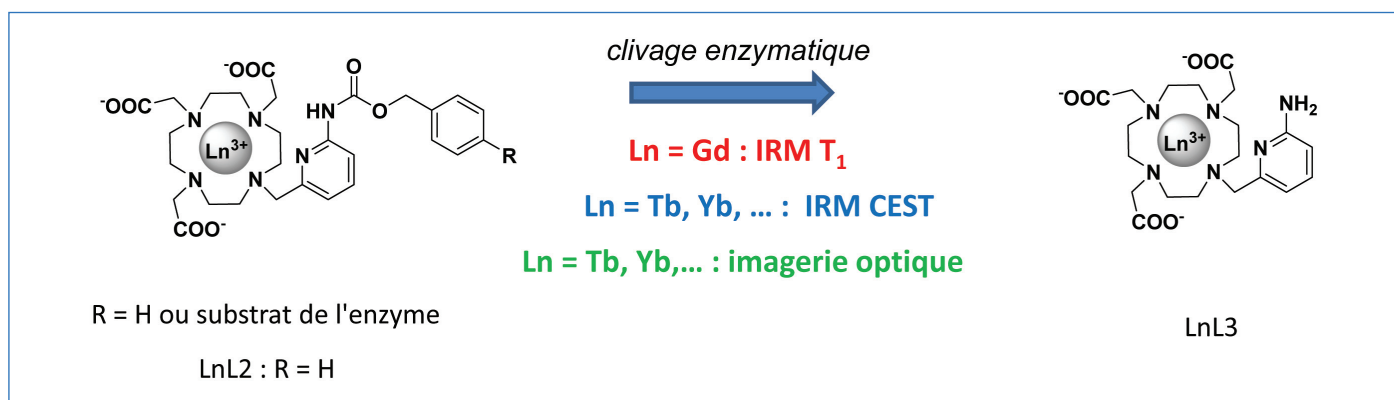 clivage enzymatique
Ln = Gd : IRM T₁
Ln = Tb, Yb, … : IRM CEST
Ln = Tb, Yb,… : imagerie optique
⁻OOC
⁻OOC
COO⁻
N
N
N
N
Ln³⁺
N
HN
O
O
R
R = H ou substrat de l'enzyme
LnL2 : R = H
⁻OOC
⁻OOC
COO⁻
N
N
N
N
Ln³⁺
N
NH₂
LnL3